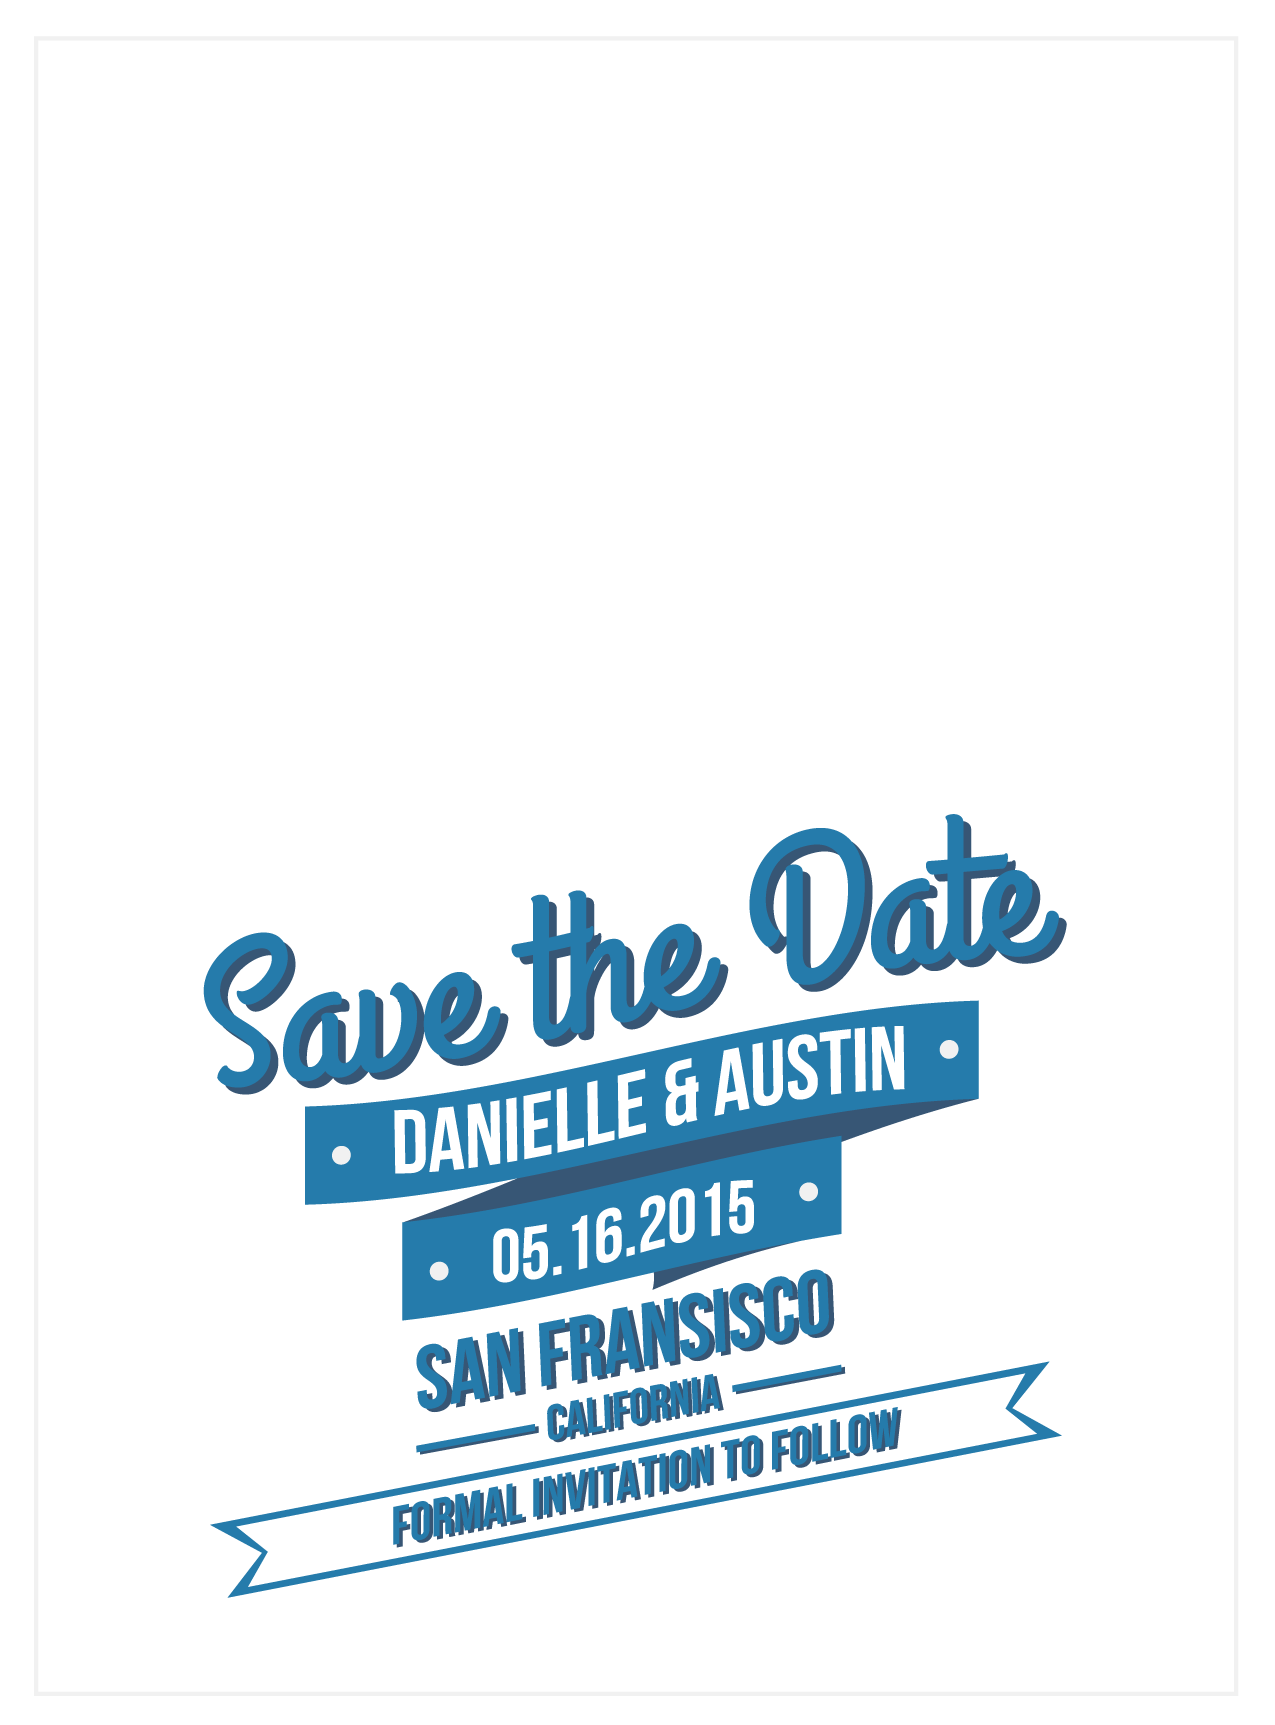 Save the Date
DANIELLE & AUSTIN
05.16.2015
SAN FRANSISCO
CALIFORNIA
FORMAL INVITATION TO FOLLOW